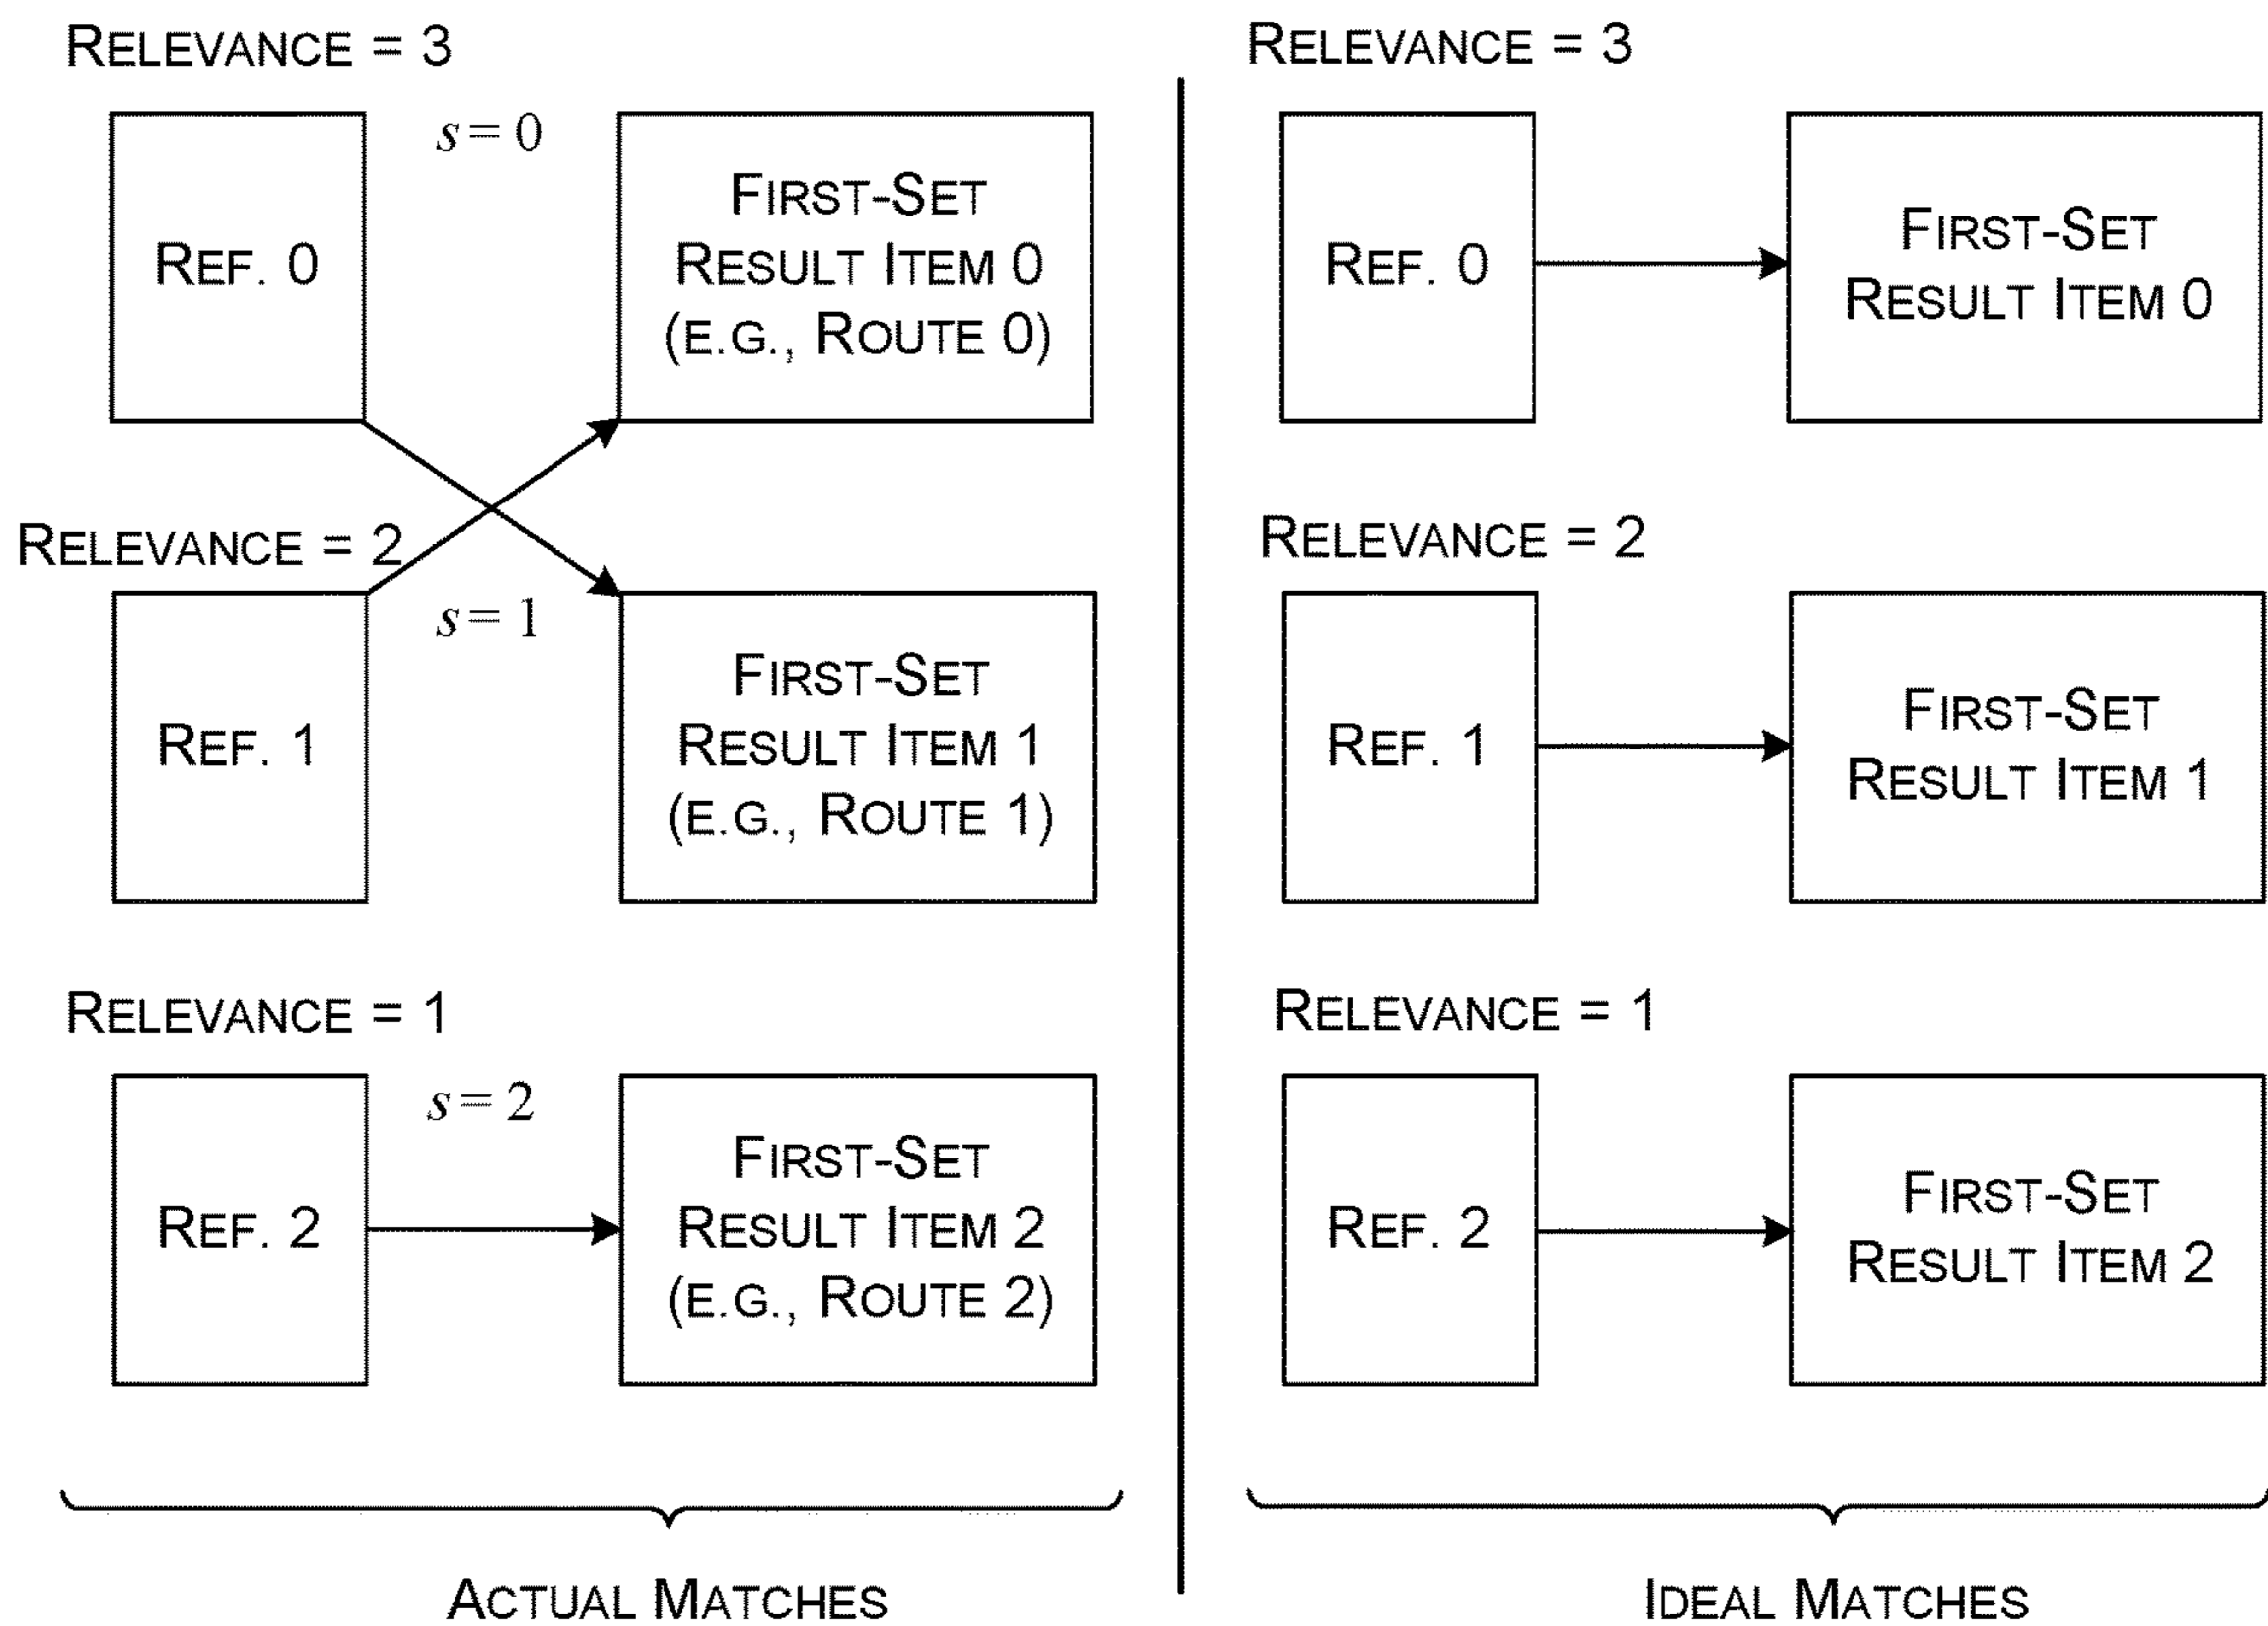 RELEVANCE = 3
s = 0
REF. 0
FIRST-SET
RESULT ITEM 0
(E.G., ROUTE 0)
RELEVANCE = 2
s = 1
REF. 1
FIRST-SET
RESULT ITEM 1
(E.G., ROUTE 1)
RELEVANCE = 1
s = 2
REF. 2
FIRST-SET
RESULT ITEM 2
(E.G., ROUTE 2)
ACTUAL MATCHES
RELEVANCE = 3
REF. 0
FIRST-SET
RESULT ITEM 0
RELEVANCE = 2
REF. 1
FIRST-SET
RESULT ITEM 1
RELEVANCE = 1
REF. 2
FIRST-SET
RESULT ITEM 2
IDEAL MATCHES